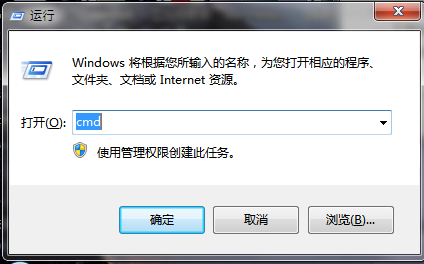 运行
Windows 将根据您所输入的名称，为您打开相应的程序、
文件夹、文档或 Internet 资源。
打开(O): cmd
使用管理权限创建此任务。
确定 取消 浏览(B)...